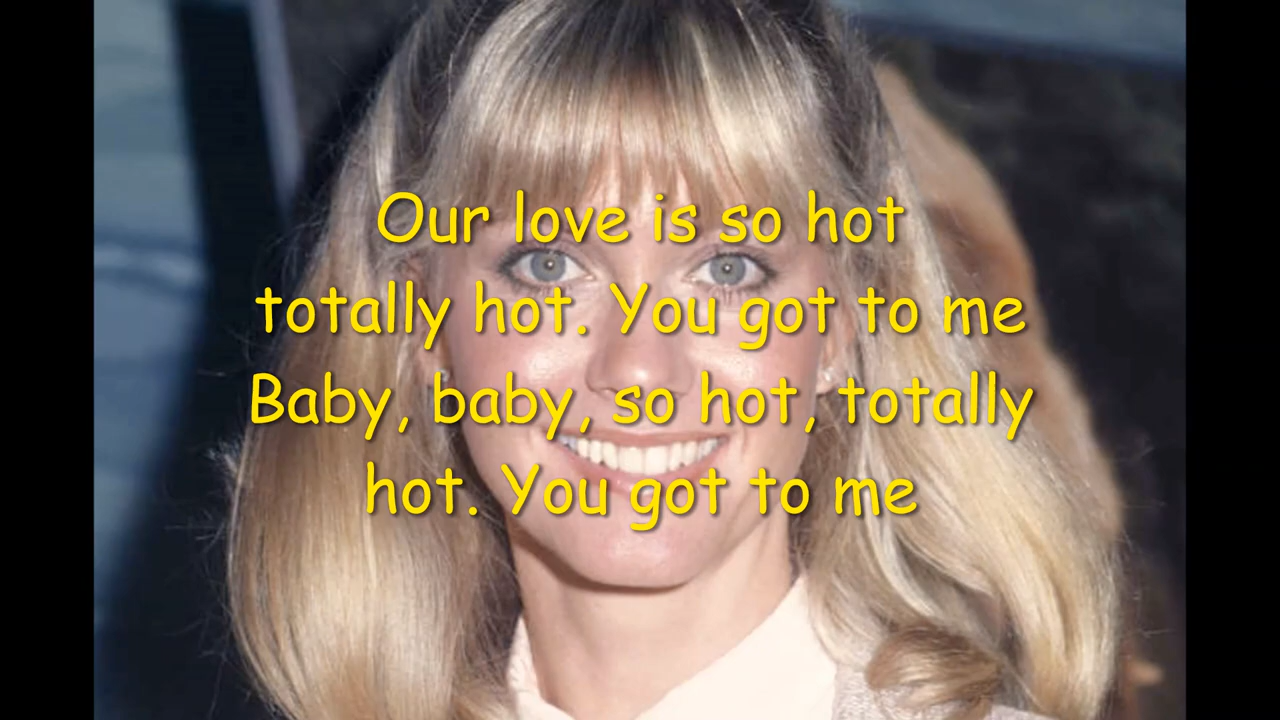 Our love is so hot
totally hot. You got to me
Baby, baby, so hot, totally
hot. You got to me